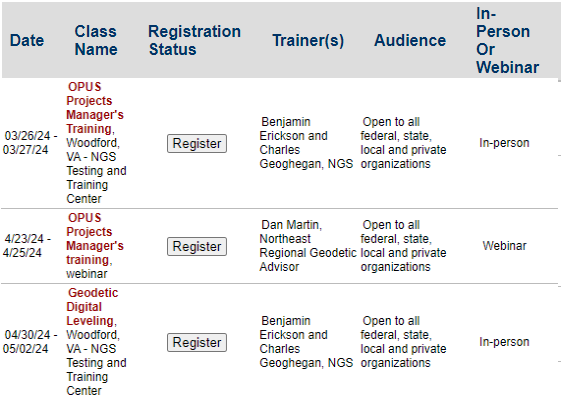 Date
Class
Name
Registration
Status
Trainer(s)
Audience
In-
Person
Or
Webinar
03/26/24 -
03/27/24
OPUS
Projects
Manager's
Training,
Woodford,
VA - NGS
Testing and
Training
Center
Register
Benjamin
Erickson and
Charles
Geoghegan, NGS
Open to all
federal, state,
local and private
organizations
In-person
4/23/24 -
4/25/24
OPUS
Projects
Manager's
training,
webinar
Register
Dan Martin,
Northeast
Regional Geodetic
Advisor
Open to all
federal, state,
local and private
organizations
Webinar
04/30/24 -
05/02/24
Geodetic
Digital
Leveling,
Woodford,
VA - NGS
Testing and
Training
Center
Register
Benjamin
Erickson and
Charles
Geoghegan, NGS
Open to all
federal, state,
local and private
organizations
In-person